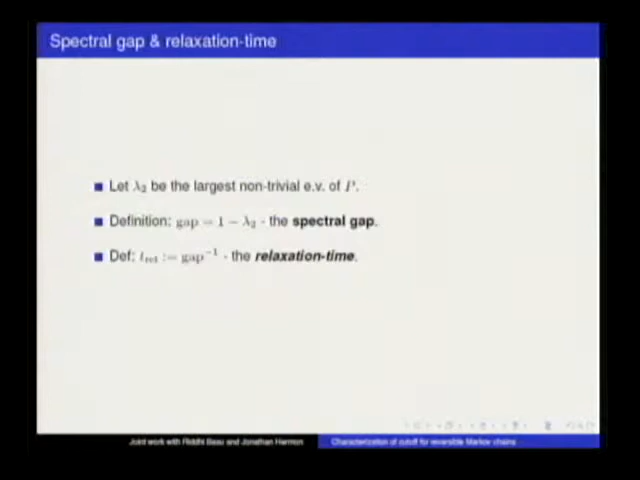 Spectral gap & relaxation-time
Let λ₂ be the largest non-trivial e.v. of P.
Definition: gap = 1 − λ₂ - the spectral gap.
Def: t_rel := gap⁻¹ - the relaxation-time.
Joint work with Riddhi Basu and Jonathan Hermon
Characterization of cutoff for reversible Markov chains